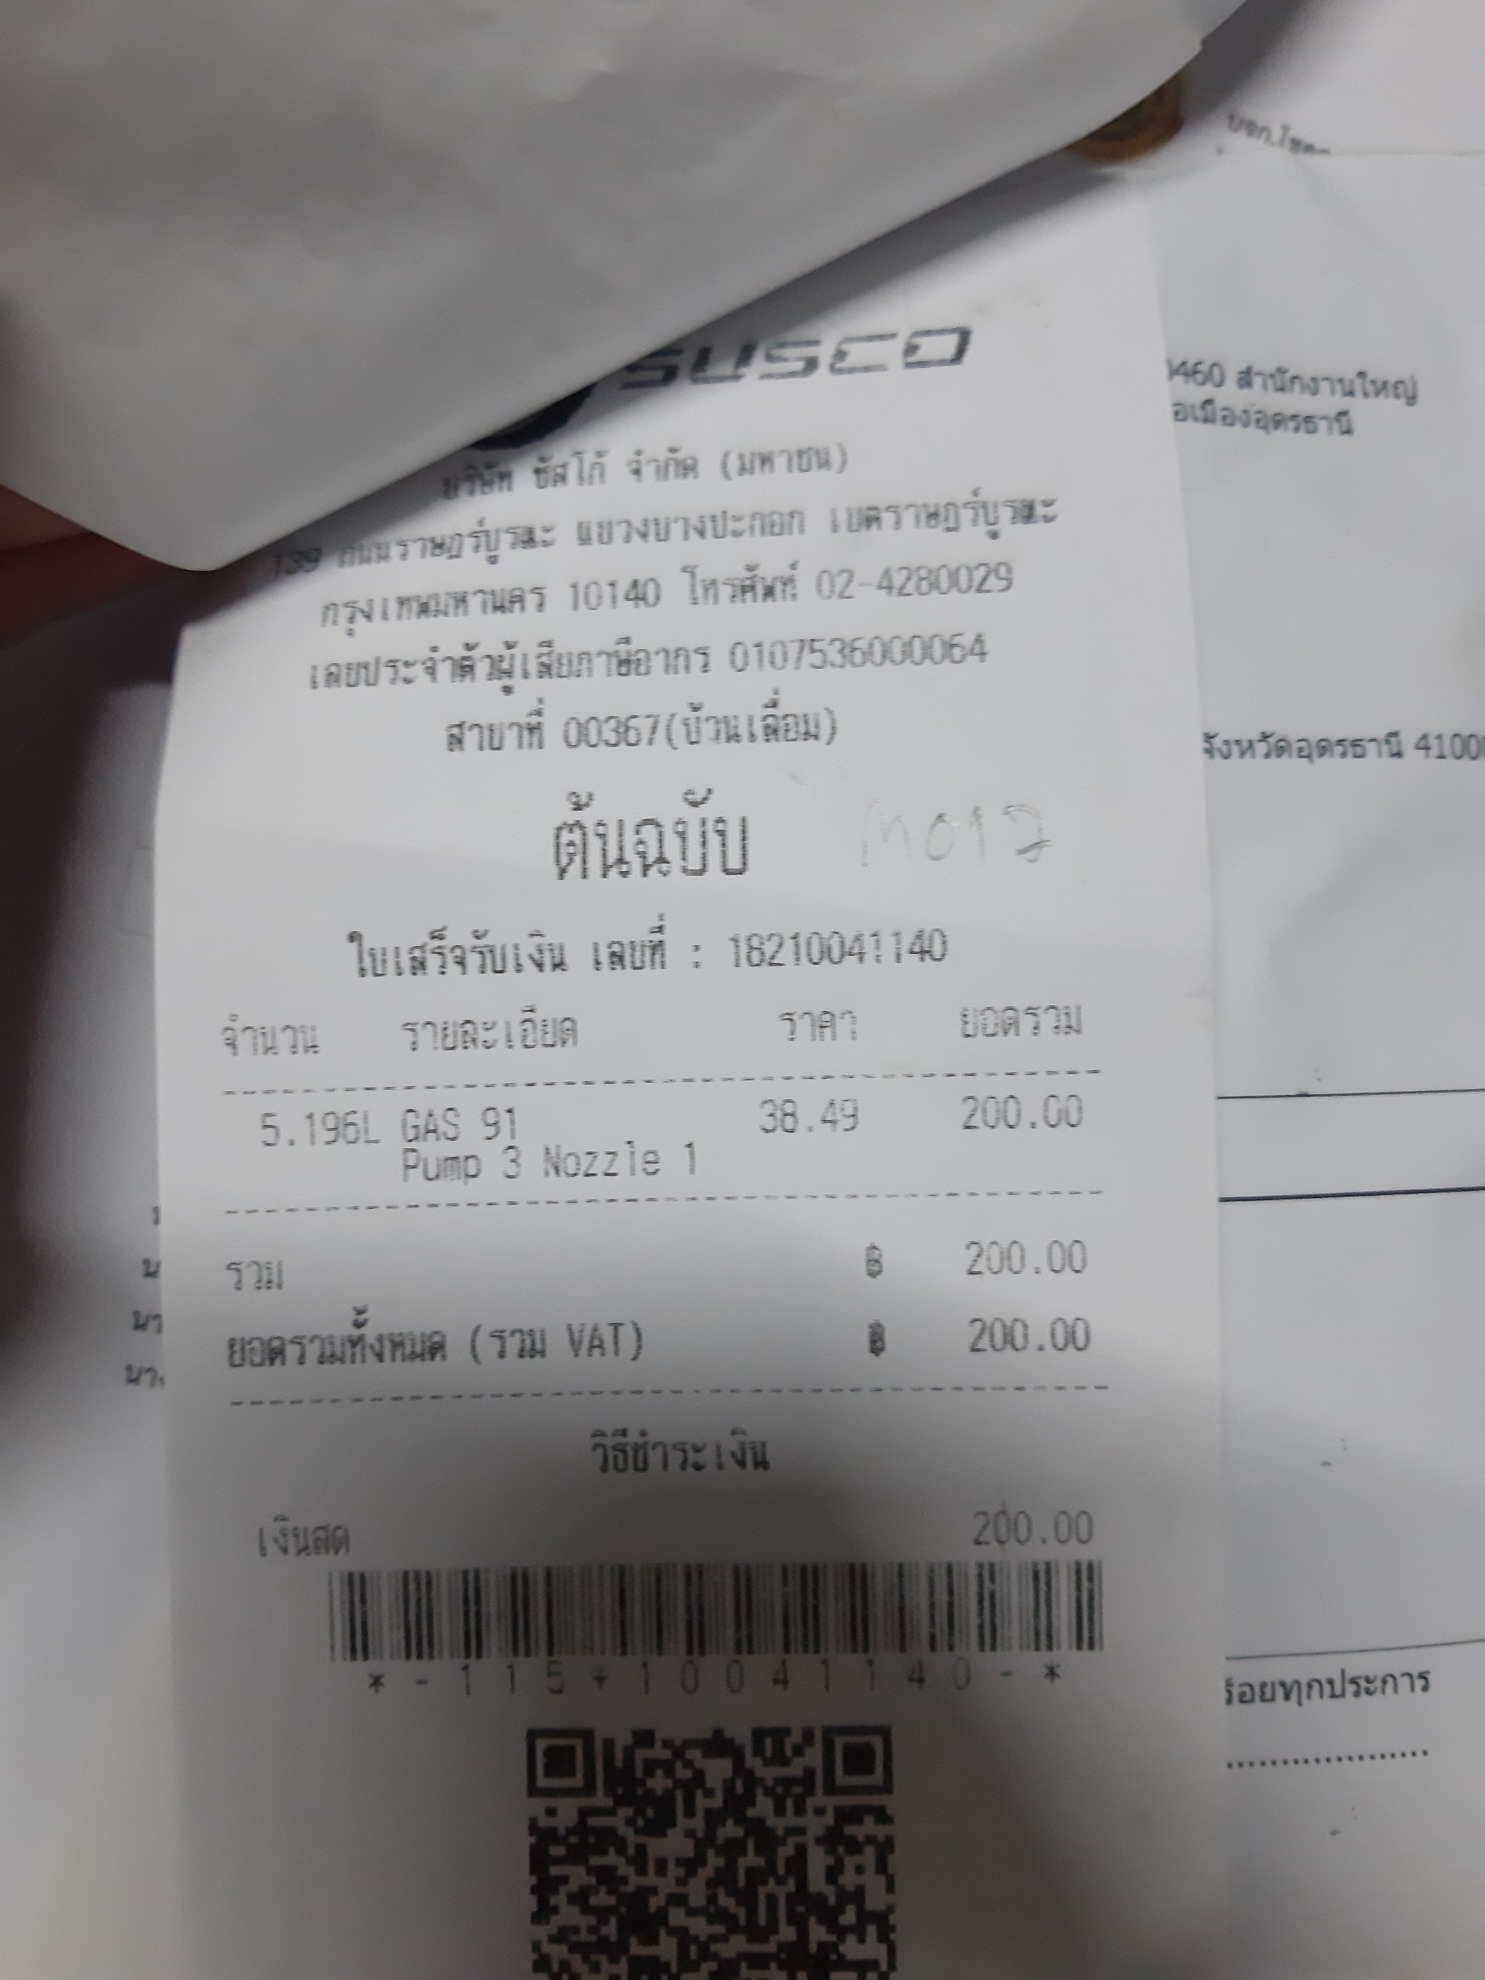 บจก.โชค
SUSCO
0460 สำนักงานใหญ่
อเมืองอุดรธานี
บริษัท ซัสโก้ จำกัด (มหาชน)
139 ถนนราษฎร์บูรณะ แขวงบางปะกอก เขตราษฎร์บูรณะ
กรุงเทพมหานคร 10140 โทรศัพท์ 02-4280029
เลขประจำตัวผู้เสียภาษีอากร 0107536000064
สาขาที่ 00367(บ้านเลื่อม)
จังหวัดอุดรธานี 4100
ต้นฉบับ
ใบเสร็จรับเงิน เลขที่ : 18210041140
จำนวน รายละเอียด ราคา ยอดรวม
5.196L GAS 91 38.49 200.00
Pump 3 Nozzle 1
รวม ฿ 200.00
ยอดรวมทั้งหมด (รวม VAT) ฿ 200.00
วิธีชำระเงิน
เงินสด 200.00
*-115+10041140-*
ร้อยทุกประการ